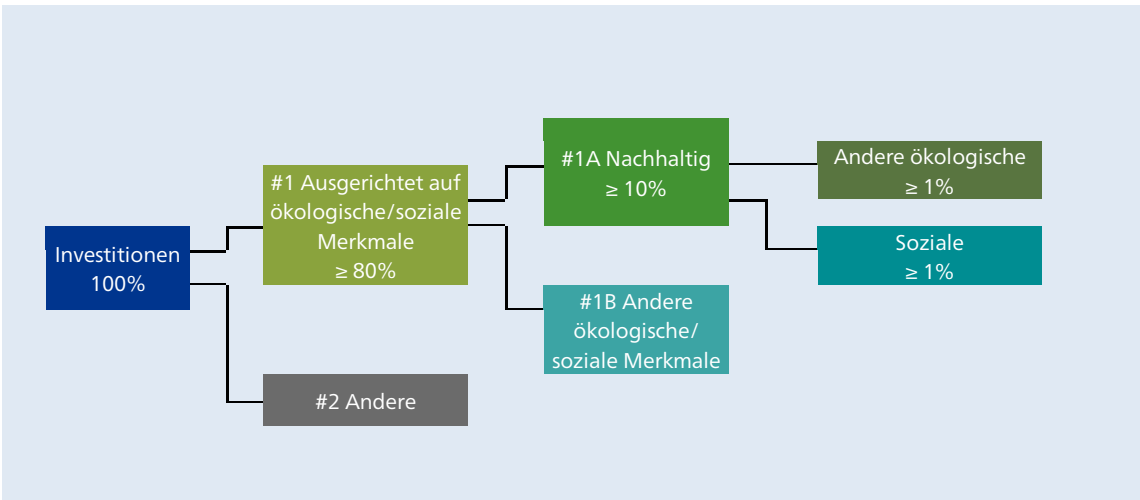 Investitionen
100%
#1 Ausgerichtet auf
ökologische/soziale
Merkmale
≥ 80%
#2 Andere
#1A Nachhaltig
≥ 10%
#1B Andere
ökologische/
soziale Merkmale
Andere ökologische
≥ 1%
Soziale
≥ 1%